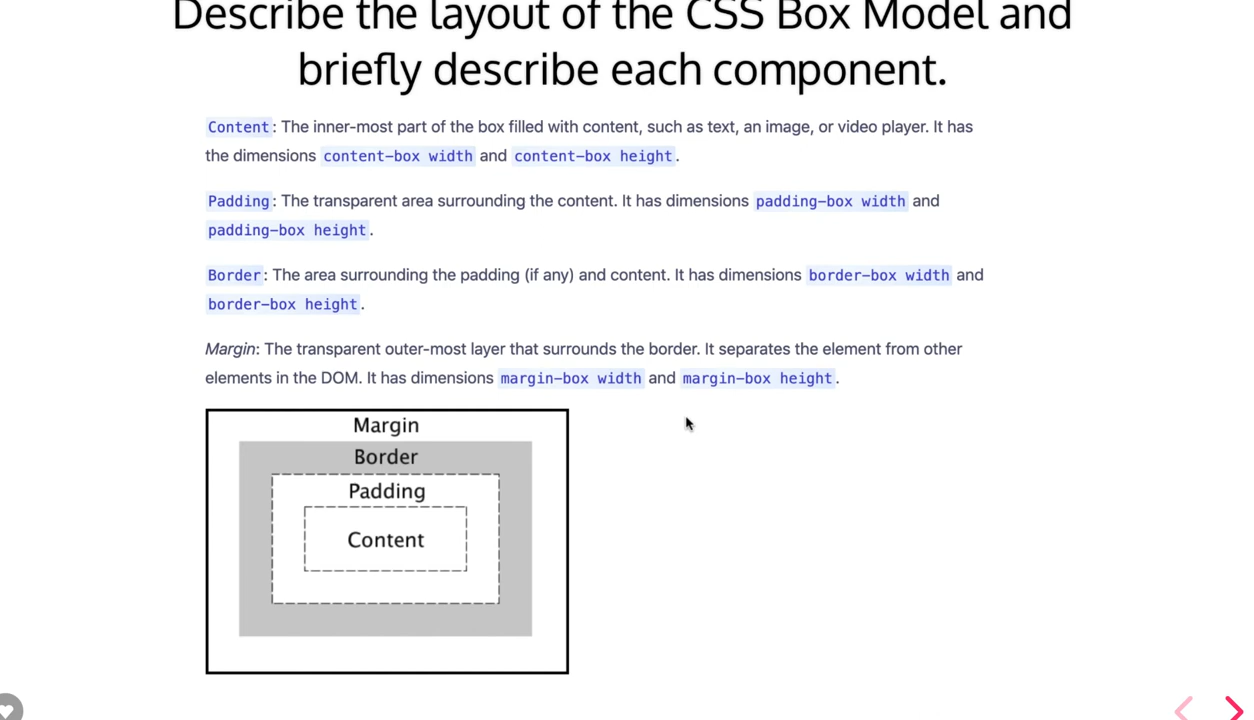 Describe the layout of the CSS Box Model and
briefly describe each component.
Content: The inner-most part of the box filled with content, such as text, an image, or video player. It has
the dimensions content-box width and content-box height.
Padding: The transparent area surrounding the content. It has dimensions padding-box width and
padding-box height.
Border: The area surrounding the padding (if any) and content. It has dimensions border-box width and
border-box height.
Margin: The transparent outer-most layer that surrounds the border. It separates the element from other
elements in the DOM. It has dimensions margin-box width and margin-box height.
Margin
Border
Padding
Content